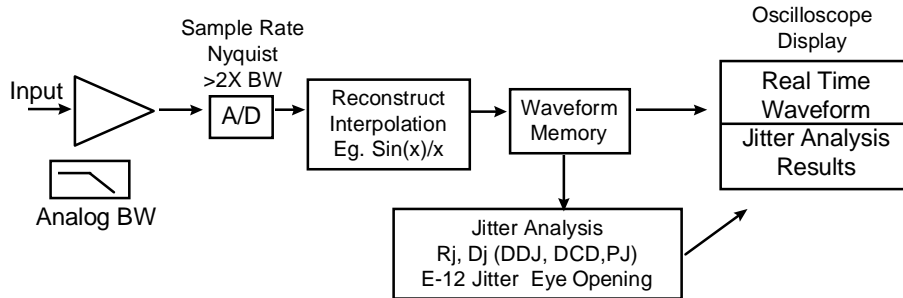 Oscilloscope
Display
Sample Rate
Nyquist
>2X BW
Input
A/D
Reconstruct
Interpolation
Eg. Sin(x)/x
Waveform
Memory
Real Time
Waveform
Jitter Analysis
Results
Analog BW
Jitter Analysis
Rj, Dj (DDJ, DCD,PJ)
E-12 Jitter Eye Opening